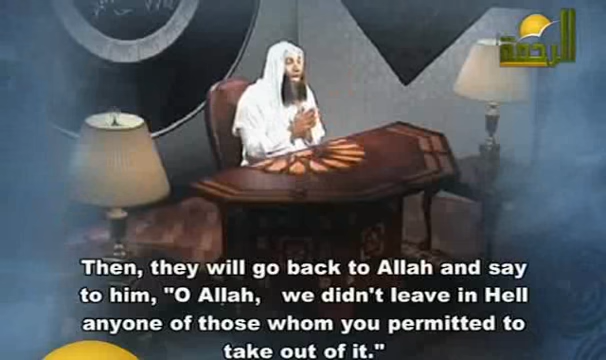 الرحمة
Then, they will go back to Allah and say
to him, "O Allah, we didn't leave in Hell
anyone of those whom you permitted to
take out of it."